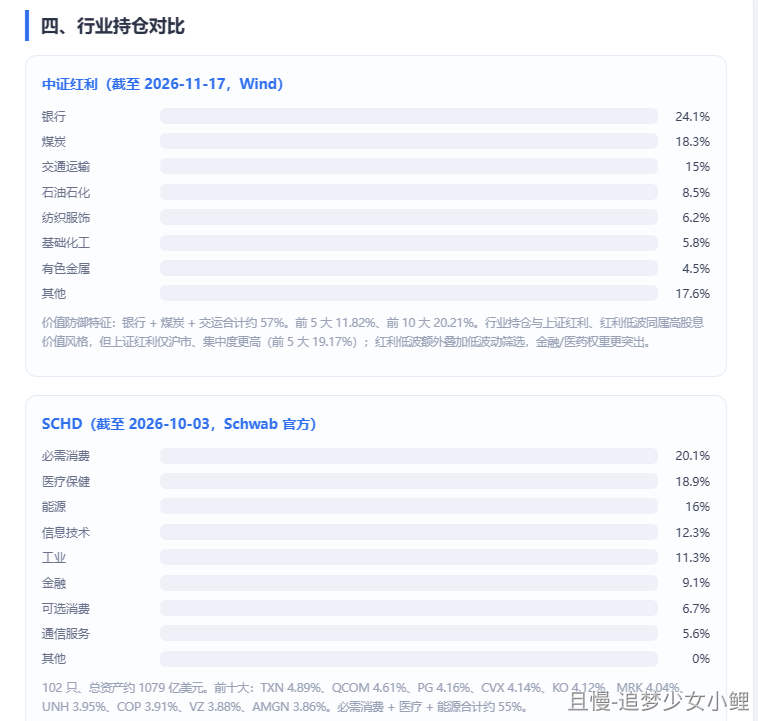 四、行业持仓对比
中证红利（截至 2026-11-17，Wind）
银行 24.1%
煤炭 18.3%
交通运输 15%
石油石化 8.5%
纺织服饰 6.2%
基础化工 5.8%
有色金属 4.5%
其他 17.6%
价值防御特征：银行 + 煤炭 + 交运合计约 57%。前 5 大 11.82%、前 10 大 20.21%。行业持仓与上证红利、红利低波同属高股息
价值风格，但上证红利仅沪市、集中度更高（前 5 大 19.17%）；红利低波额外叠加低波动筛选，金融/医药权重更突出。
SCHD（截至 2026-10-03，Schwab 官方）
必需消费 20.1%
医疗保健 18.9%
能源 16%
信息技术 12.3%
工业 11.3%
金融 9.1%
可选消费 6.7%
通信服务 5.6%
其他 0%
102 只、总资产约 1079 亿美元。前十大：TXN 4.89%、QCOM 4.61%、PG 4.16%、CVX 4.14%、KO 4.12%、MRK 4.04%、
UNH 3.95%、COP 3.91%、VZ 3.88%、AMGN 3.86%。必需消费 + 医疗 + 能源合计约 55%。
且慢-追梦少女小鲤